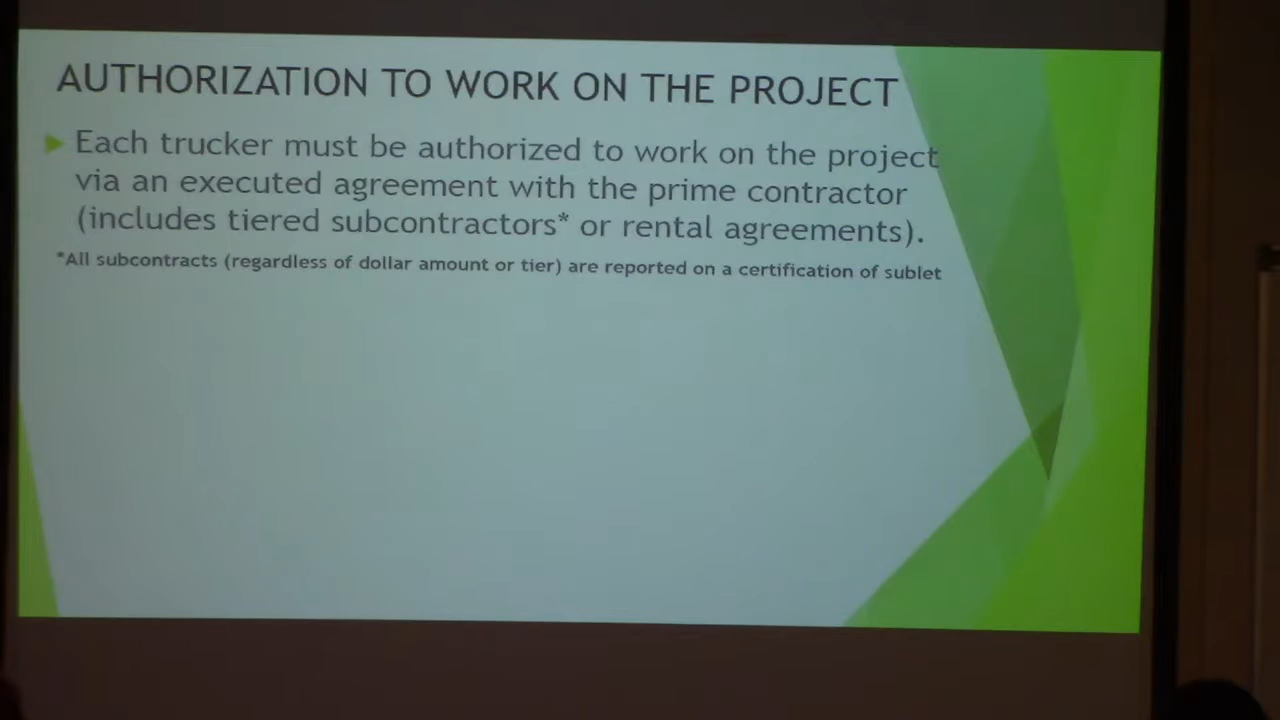 AUTHORIZATION TO WORK ON THE PROJECT
Each trucker must be authorized to work on the project
via an executed agreement with the prime contractor
(includes tiered subcontractors* or rental agreements).
*All subcontracts (regardless of dollar amount or tier) are reported on a certification of sublet